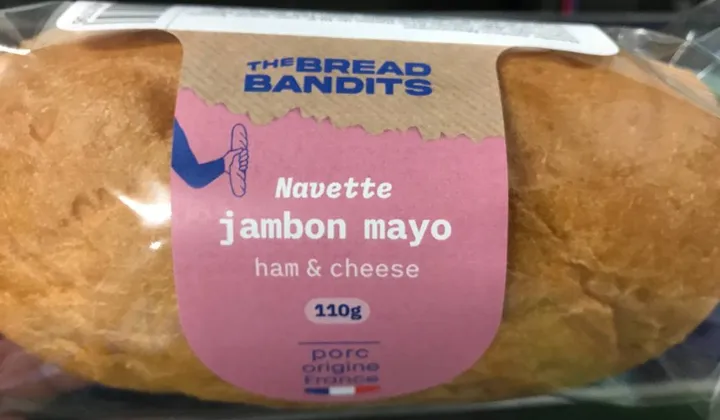 THE BREAD
BANDITS
Navette
jambon mayo
ham & cheese
110g
porc
origine
France